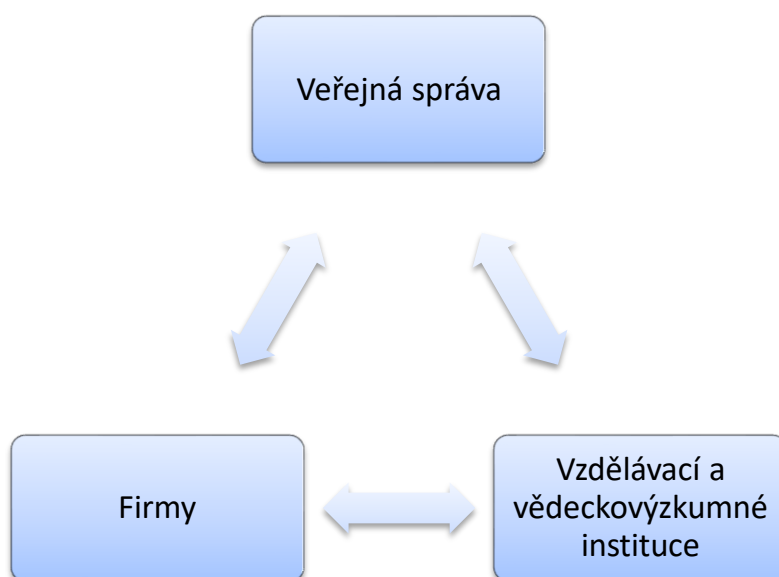 Veřejná správa
Firmy
Vzdělávací a
vědeckovýzkumné
instituce